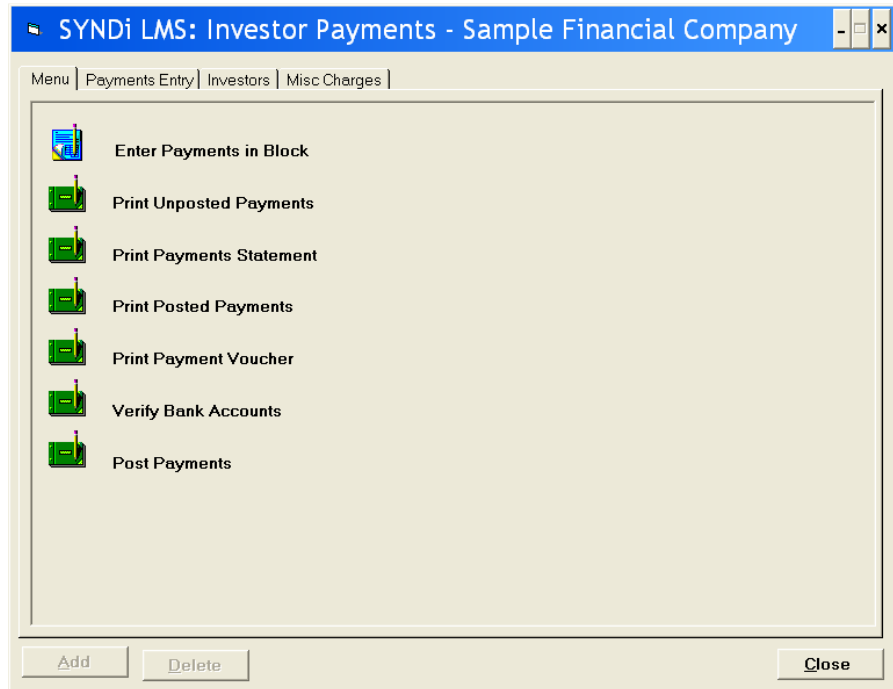 SYNDi LMS: Investor Payments - Sample Financial Company
Menu Payments Entry Investors Misc Charges
Enter Payments in Block
Print Unposted Payments
Print Payments Statement
Print Posted Payments
Print Payment Voucher
Verify Bank Accounts
Post Payments
Add Delete Close